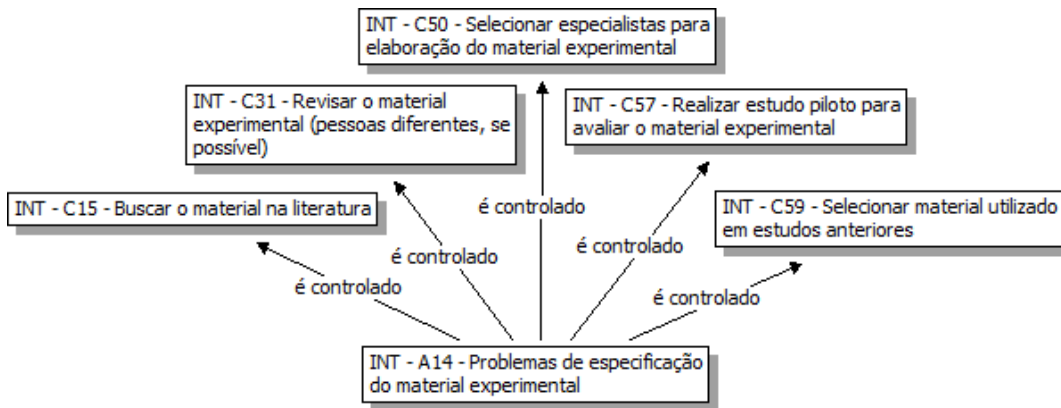 INT - C50 - Selecionar especialistas para
elaboração do material experimental
INT - C31 - Revisar o material
experimental (pessoas diferentes, se
possível)
INT - C57 - Realizar estudo piloto para
avaliar o material experimental
INT - C15 - Buscar o material na literatura
INT - C59 - Selecionar material utilizado
em estudos anteriores
é controlado
é controlado
é controlado
é controlado
é controlado
INT - A14 - Problemas de especificação
do material experimental